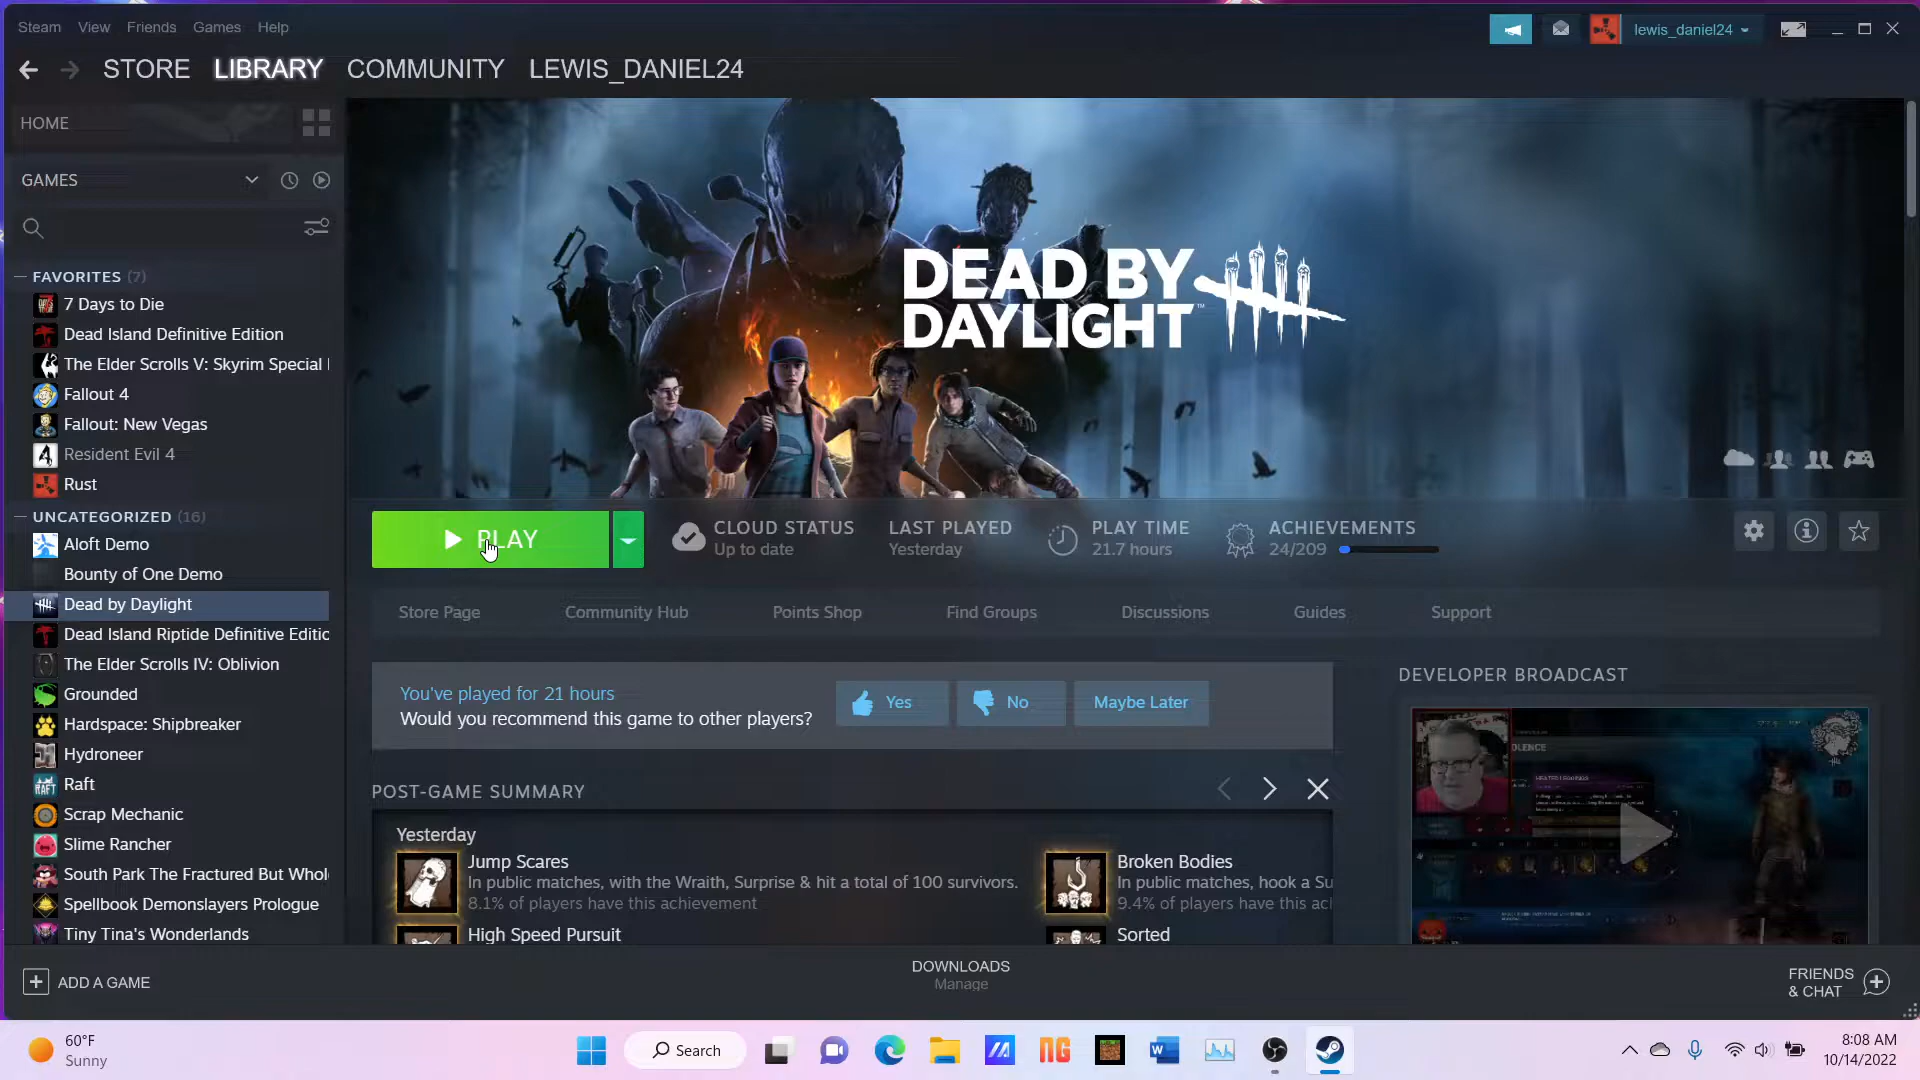 Steam View Friends Games Help
lewis_daniel24
STORE LIBRARY COMMUNITY LEWIS_DANIEL24
HOME
GAMES
FAVORITES (7)
7 Days to Die
Dead Island Definitive Edition
The Elder Scrolls V: Skyrim Special
Fallout 4
Fallout: New Vegas
Resident Evil 4
Rust
UNCATEGORIZED (16)
Aloft Demo
Bounty of One Demo
Dead by Daylight
Dead Island Riptide Definitive Editio
The Elder Scrolls IV: Oblivion
Grounded
Hardspace: Shipbreaker
Hydroneer
Raft
Scrap Mechanic
Slime Rancher
South Park The Fractured But Whol
Spellbook Demonslayers Prologue
Tiny Tina's Wonderlands
ADD A GAME
DEAD BY
DAYLIGHT™
PLAY
CLOUD STATUS
Up to date
LAST PLAYED
Yesterday
PLAY TIME
21.7 hours
ACHIEVEMENTS
24/209
Store Page Community Hub Points Shop Find Groups Discussions Guides Support
You've played for 21 hours
Would you recommend this game to other players?
Yes No Maybe Later
POST-GAME SUMMARY
Yesterday
Jump Scares
In public matches, with the Wraith, Surprise & hit a total of 100 survivors.
8.1% of players have this achievement
High Speed Pursuit
Broken Bodies
In public matches, hook a Su
9.4% of players have this acl
Sorted
DEVELOPER BROADCAST
DOWNLOADS
Manage
FRIENDS
& CHAT
60°F
Sunny
Search
NG
W
8:08 AM
10/14/2022